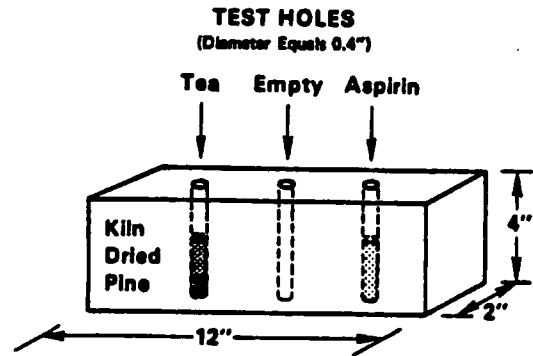 TEST HOLES
(Diameter Equals 0.4")
Tea Empty Aspirin
Kiln
Dried
Pine
4"
2"
12"